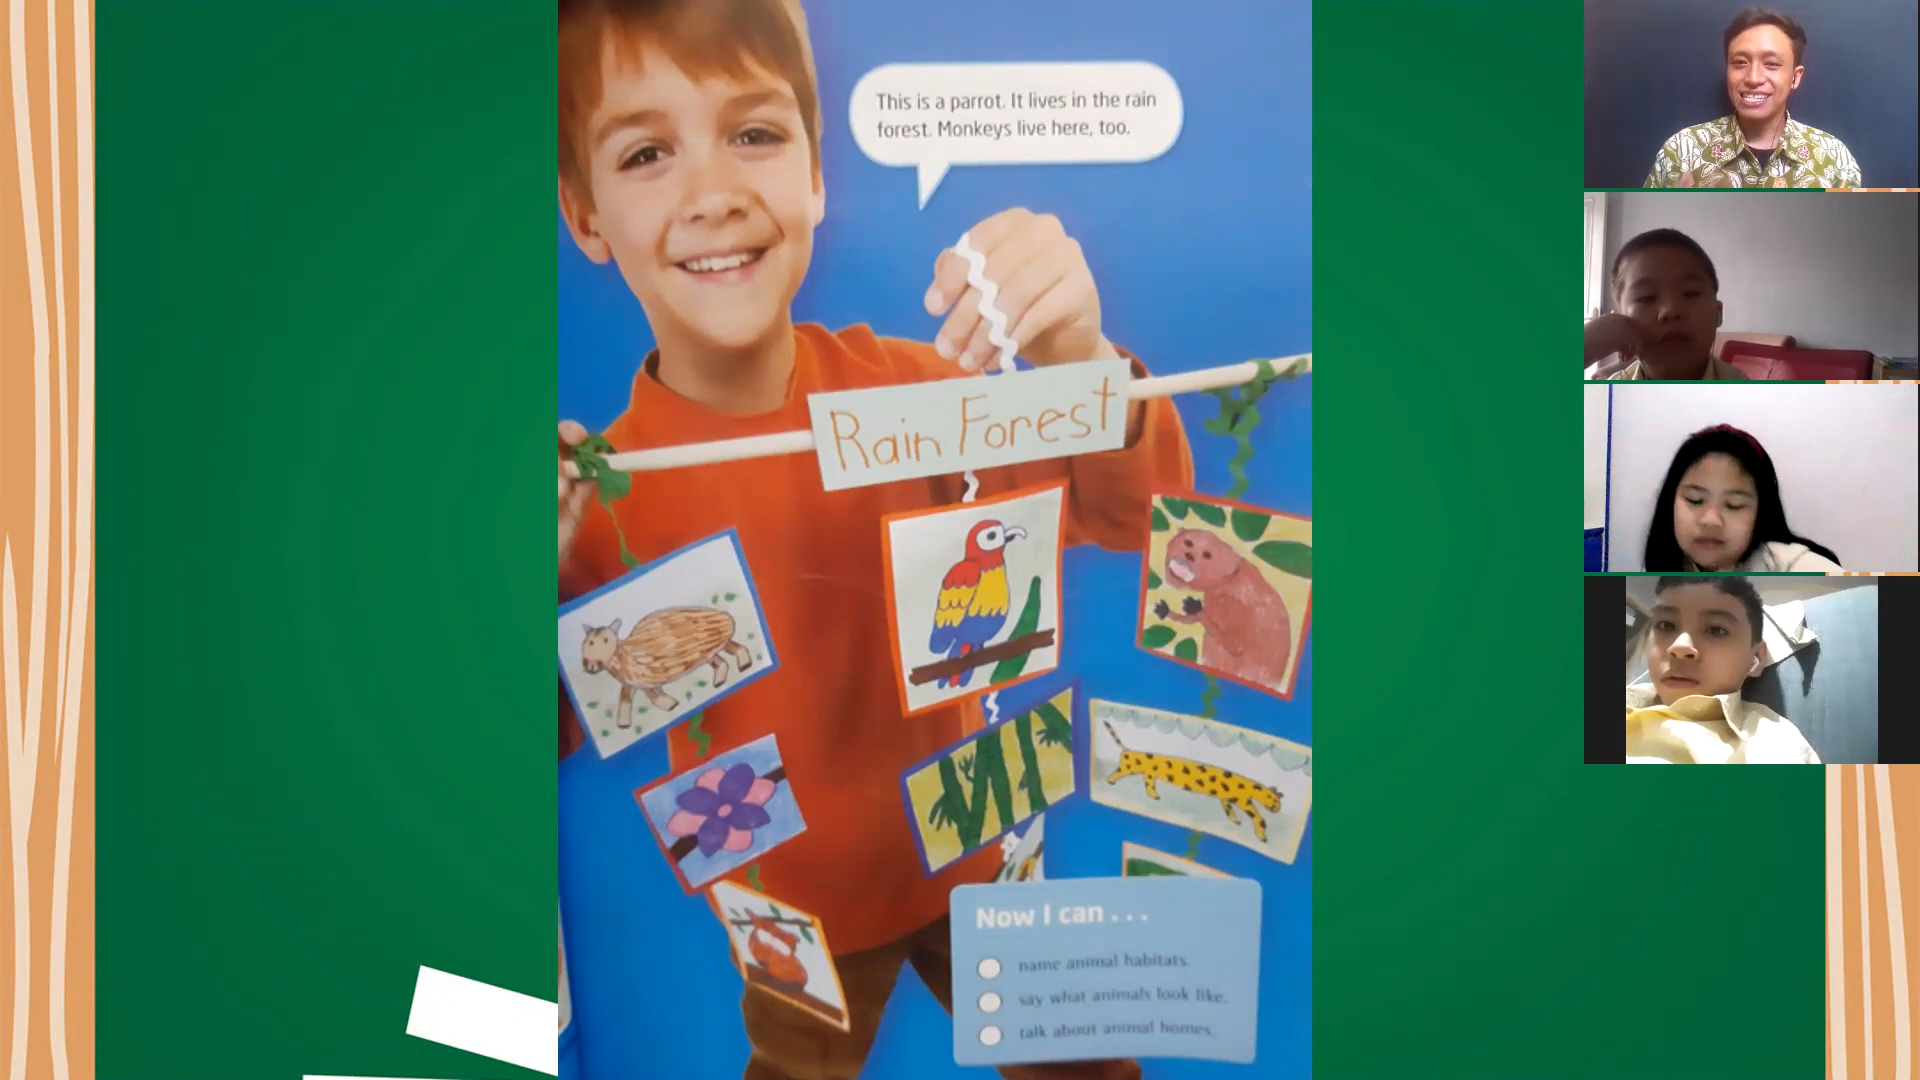 This is a parrot. It lives in the rain
forest. Monkeys live here, too.
Rain Forest
Now I can . . .
name animal habitats.
say what animals look like.
talk about animal homes.